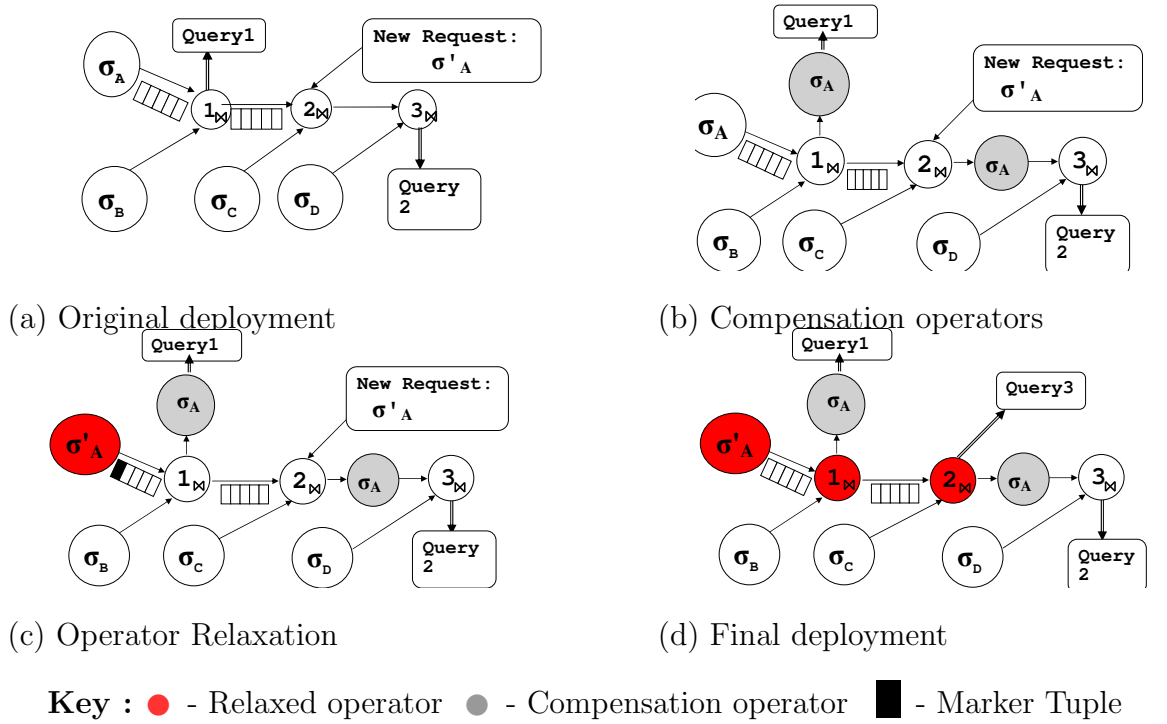 Query1
New Request:
σ'A
σA
1⋈
2⋈
3⋈
σB
σC
σD
Query
2
(a) Original deployment
Query1
σA
New Request:
σ'A
σA
1⋈
2⋈
σA
3⋈
σB
σC
σD
Query
2
(b) Compensation operators
Query1
σA
New Request:
σ'A
σ'A
1⋈
2⋈
σA
3⋈
σB
σC
σD
Query
2
(c) Operator Relaxation
Query1
σA
Query3
σ'A
1⋈
2⋈
σA
3⋈
σB
σC
σD
Query
2
(d) Final deployment
Key : - Relaxed operator - Compensation operator - Marker Tuple